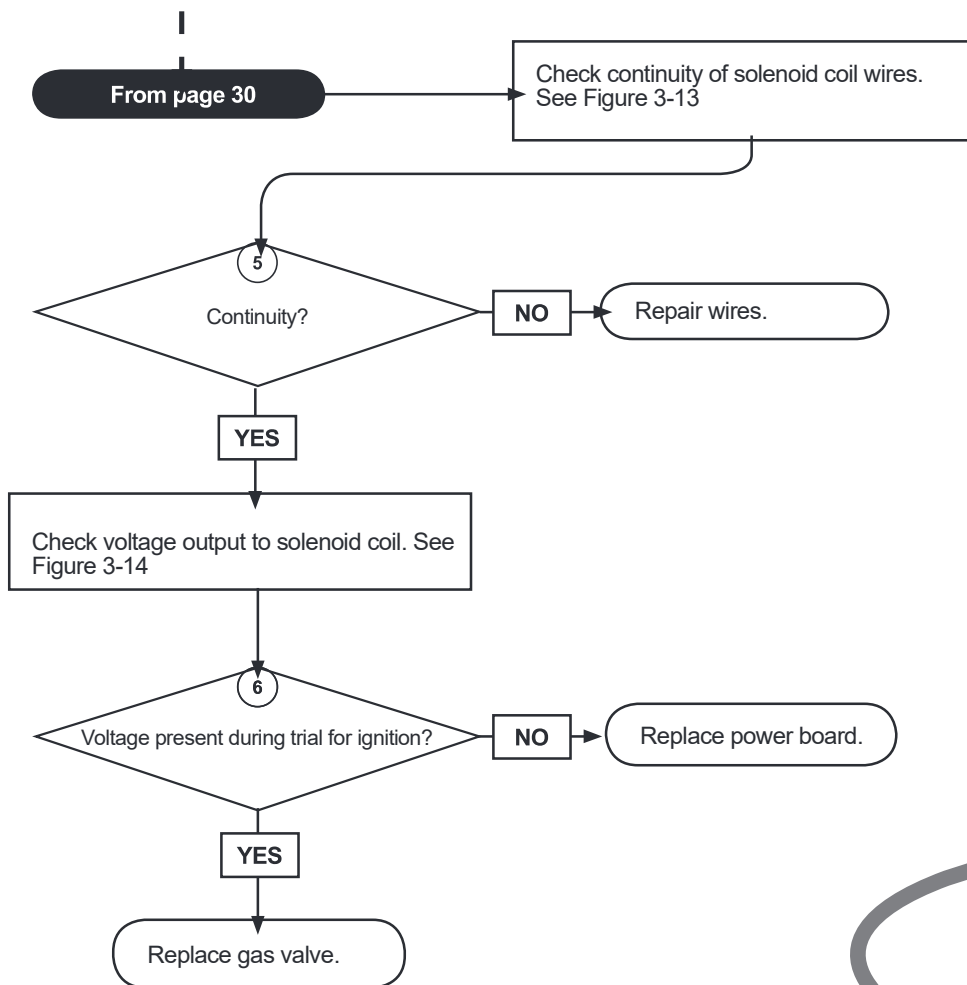 From page 30
Check continuity of solenoid coil wires.
See Figure 3-13
5
Continuity?
NO
Repair wires.
YES
Check voltage output to solenoid coil. See
Figure 3-14
6
Voltage present during trial for ignition?
NO
Replace power board.
YES
Replace gas valve.